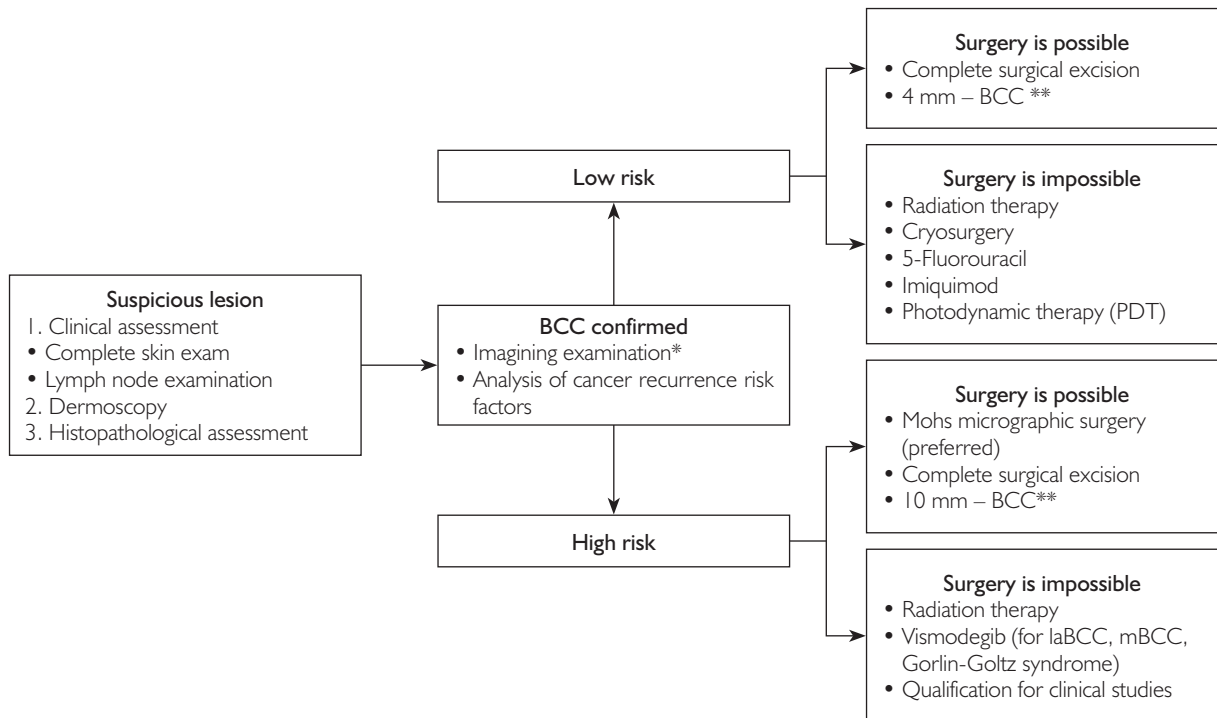 Suspicious lesion
1. Clinical assessment
• Complete skin exam
• Lymph node examination
2. Dermoscopy
3. Histopathological assessment
BCC confirmed
• Imagining examination*
• Analysis of cancer recurrence risk
factors
Low risk
Surgery is possible
• Complete surgical excision
• 4 mm – BCC **
Surgery is impossible
• Radiation therapy
• Cryosurgery
• 5-Fluorouracil
• Imiquimod
• Photodynamic therapy (PDT)
High risk
Surgery is possible
• Mohs micrographic surgery
(preferred)
• Complete surgical excision
• 10 mm – BCC**
Surgery is impossible
• Radiation therapy
• Vismodegib (for laBCC, mBCC,
Gorlin-Goltz syndrome)
• Qualification for clinical studies